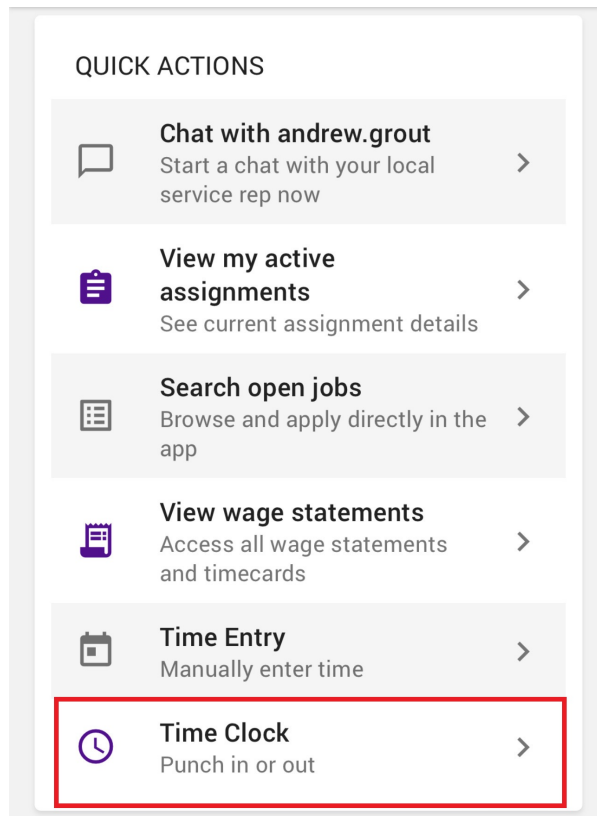 QUICK ACTIONS
Chat with andrew.grout
Start a chat with your local
service rep now
View my active
assignments
See current assignment details
Search open jobs
Browse and apply directly in the
app
View wage statements
Access all wage statements
and timecards
Time Entry
Manually enter time
Time Clock
Punch in or out